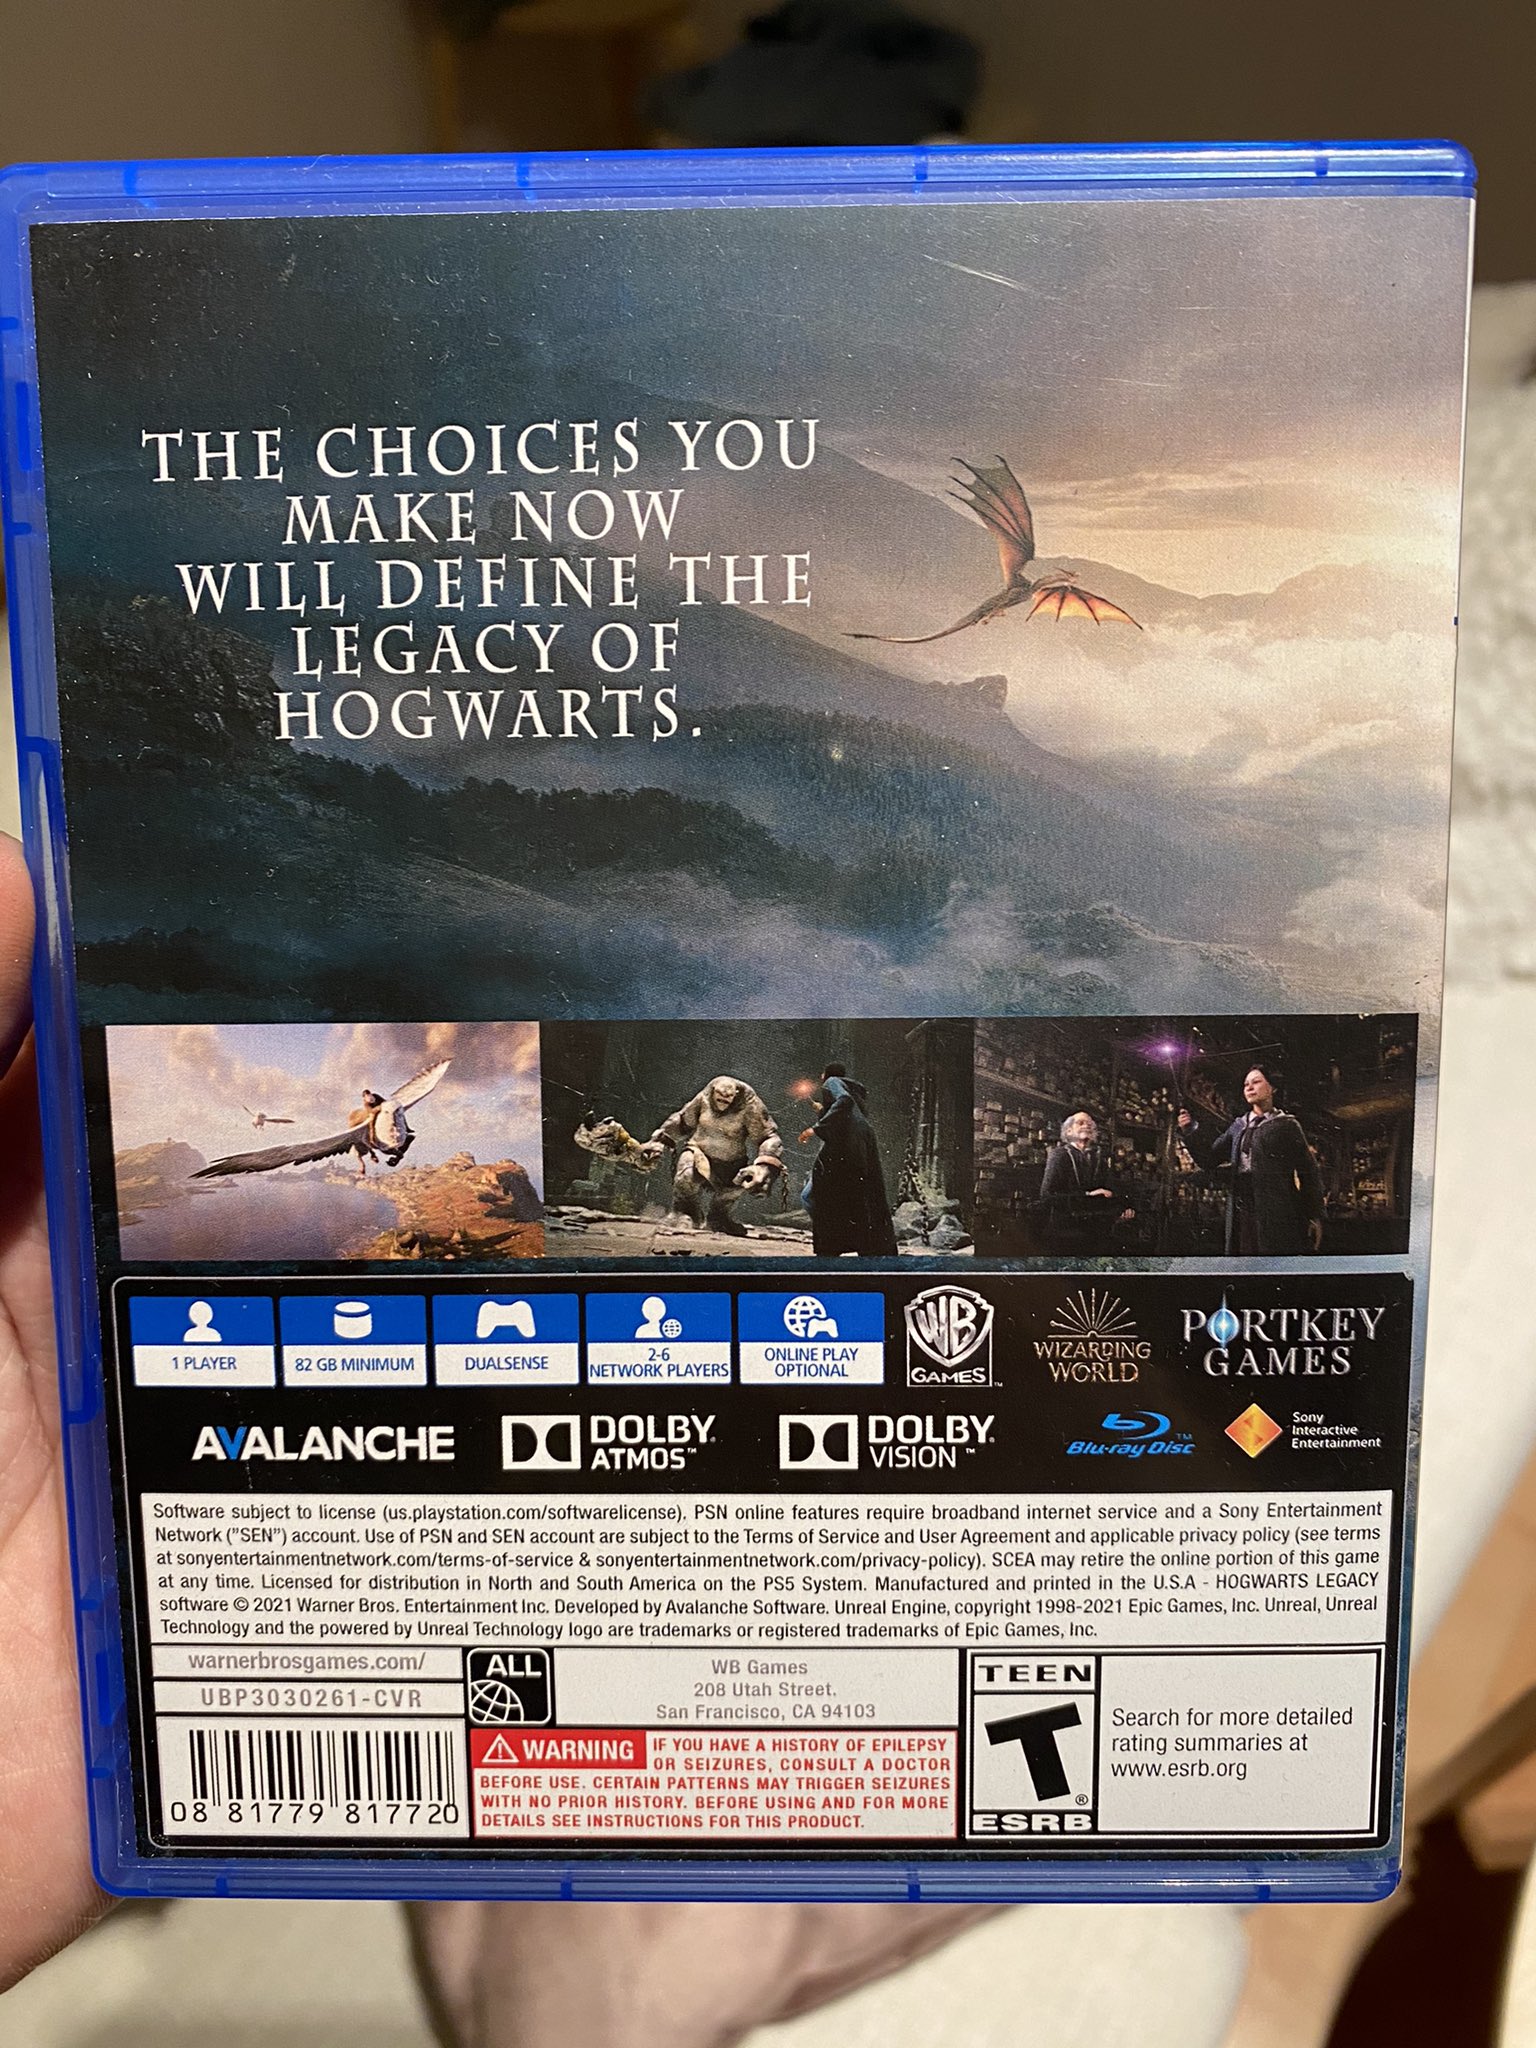 THE CHOICES YOU
MAKE NOW
WILL DEFINE THE
LEGACY OF
HOGWARTS.
1 PLAYER
82 GB MINIMUM
DUALSENSE
2-6
NETWORK PLAYERS
ONLINE PLAY
OPTIONAL
WB
GAMES™
WIZARDING
WORLD
PORTKEY
GAMES
AVALANCHE
DOLBY
ATMOS™
DOLBY
VISION™
Blu-ray Disc™
Sony
Interactive
Entertainment
Software subject to license (us.playstation.com/softwarelicense). PSN online features require broadband internet service and a Sony Entertainment
Network ("SEN") account. Use of PSN and SEN account are subject to the Terms of Service and User Agreement and applicable privacy policy (see terms
at sonyentertainmentnetwork.com/terms-of-service & sonyentertainmentnetwork.com/privacy-policy). SCEA may retire the online portion of this game
at any time. Licensed for distribution in North and South America on the PS5 System. Manufactured and printed in the U.S.A - HOGWARTS LEGACY
software © 2021 Warner Bros. Entertainment Inc. Developed by Avalanche Software. Unreal Engine, copyright 1998-2021 Epic Games, Inc. Unreal, Unreal
Technology and the powered by Unreal Technology logo are trademarks or registered trademarks of Epic Games, Inc.
warnerbrosgames.com/
UBP3030261-CVR
0 88 1779 81772 0
ALL
WB Games
208 Utah Street.
San Francisco, CA 94103
WARNING IF YOU HAVE A HISTORY OF EPILEPSY
OR SEIZURES, CONSULT A DOCTOR
BEFORE USE. CERTAIN PATTERNS MAY TRIGGER SEIZURES
WITH NO PRIOR HISTORY. BEFORE USING AND FOR MORE
DETAILS SEE INSTRUCTIONS FOR THIS PRODUCT.
TEEN
T®
ESRB
Search for more detailed
rating summaries at
www.esrb.org